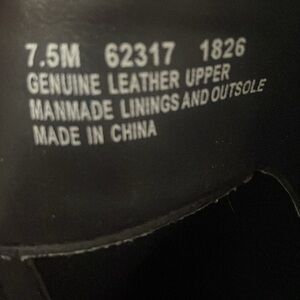 7.5M 62317 1826
GENUINE LEATHER UPPER
MANMADE LININGS AND OUTSOLE
MADE IN CHINA